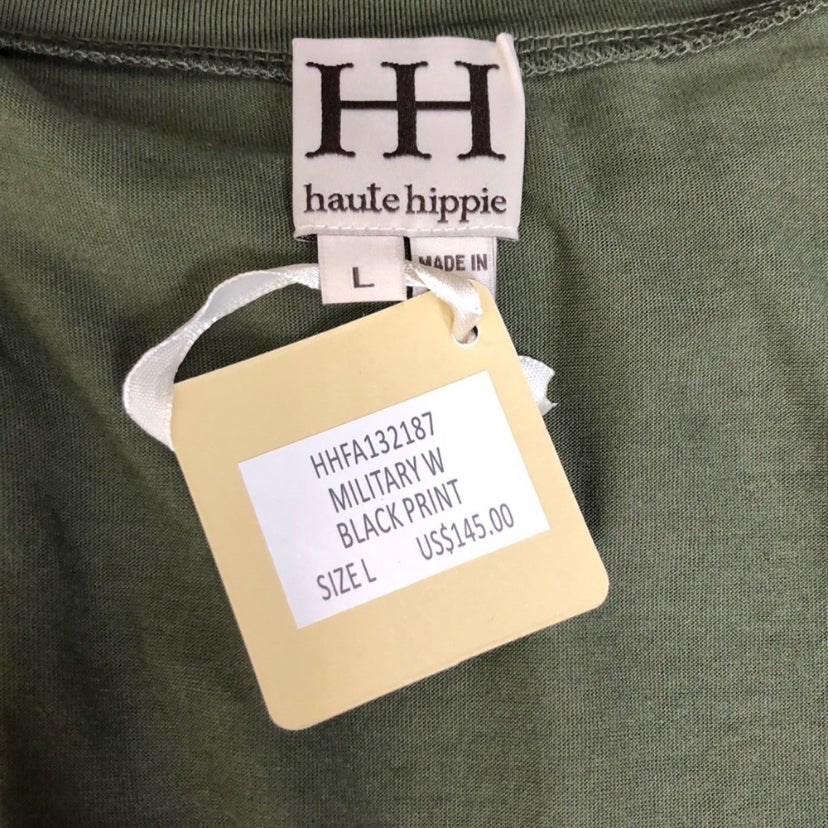 HH
haute hippie
L
MADE IN
HHFA132187
MILITARY W
BLACK PRINT
SIZE L US$145.00